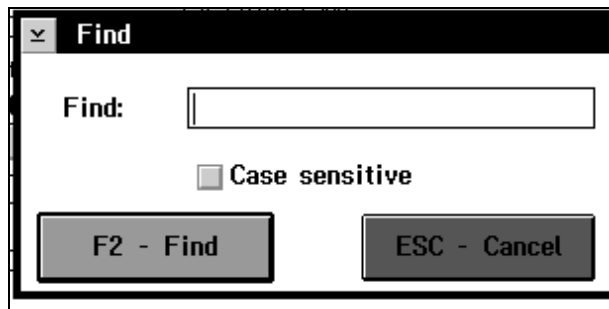 Find
Find:
Case sensitive
F2 - Find
ESC - Cancel